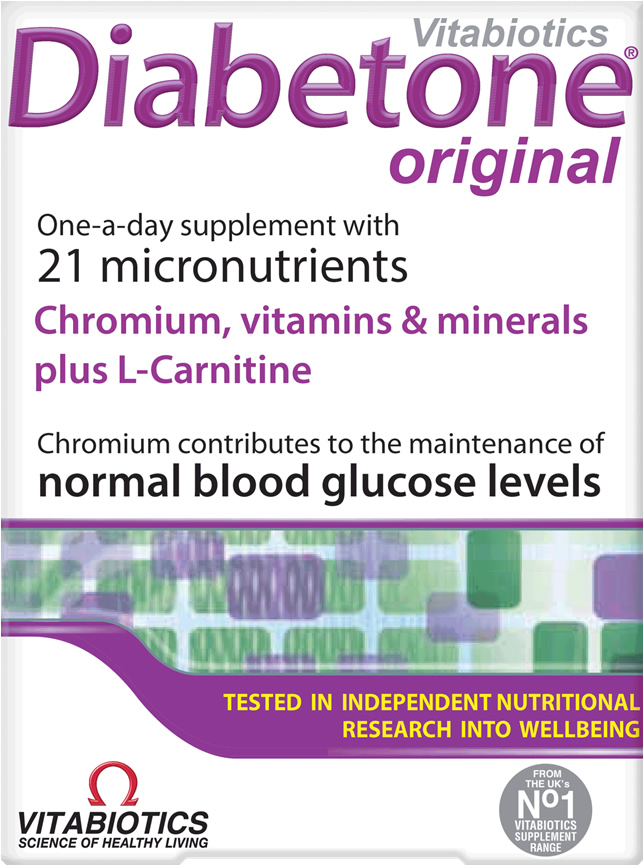 Vitabiotics
Diabetone®
original
One-a-day supplement with
21 micronutrients
Chromium, vitamins & minerals
plus L-Carnitine
Chromium contributes to the maintenance of
normal blood glucose levels
TESTED IN INDEPENDENT NUTRITIONAL
RESEARCH INTO WELLBEING
VITABIOTICS
SCIENCE OF HEALTHY LIVING
FROM
THE UK's
Nº1
VITABIOTICS
SUPPLEMENT
RANGE